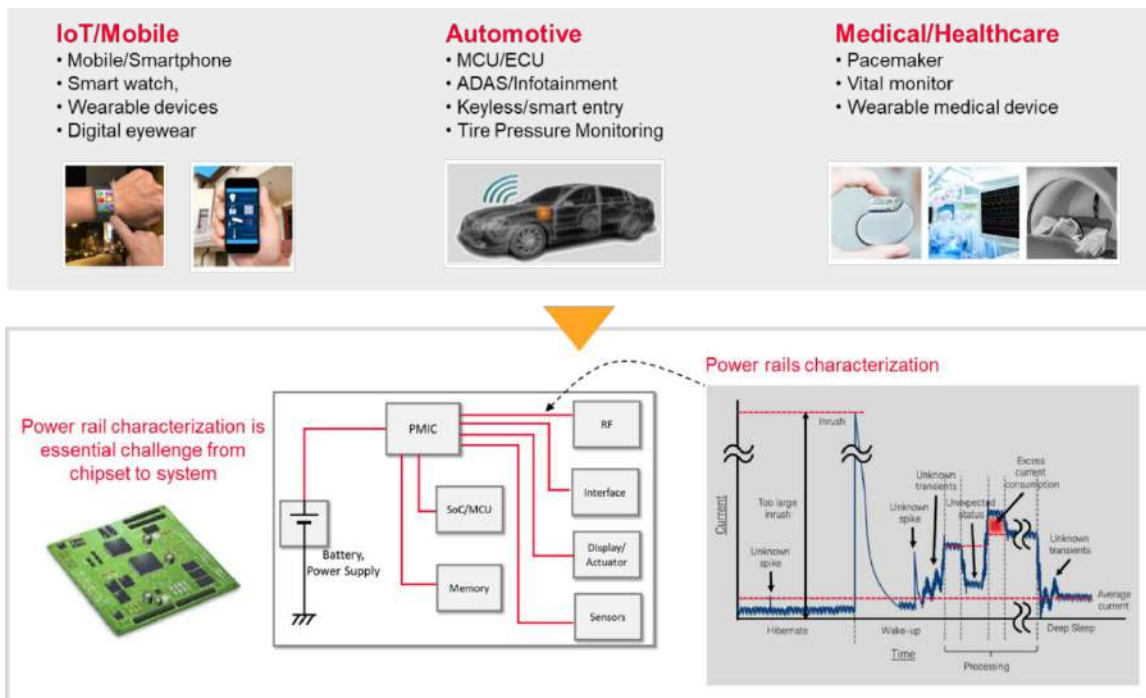 IoT/Mobile
• Mobile/Smartphone
• Smart watch,
• Wearable devices
• Digital eyewear
Automotive
• MCU/ECU
• ADAS/Infotainment
• Keyless/smart entry
• Tire Pressure Monitoring
Medical/Healthcare
• Pacemaker
• Vital monitor
• Wearable medical device
Power rail characterization is
essential challenge from
chipset to system
PMIC
RF
Interface
SoC/MCU
Display/
Actuator
Memory
Sensors
Battery,
Power Supply
Power rails characterization
Current
Inrush
Too large
inrush
Unknown
spike
Unknown
spike
Unknown
transients
Unexpected
status
Excess
current
consumption
Unknown
transients
Average
current
Hibernate
Wake-up
Deep Sleep
Time
Processing